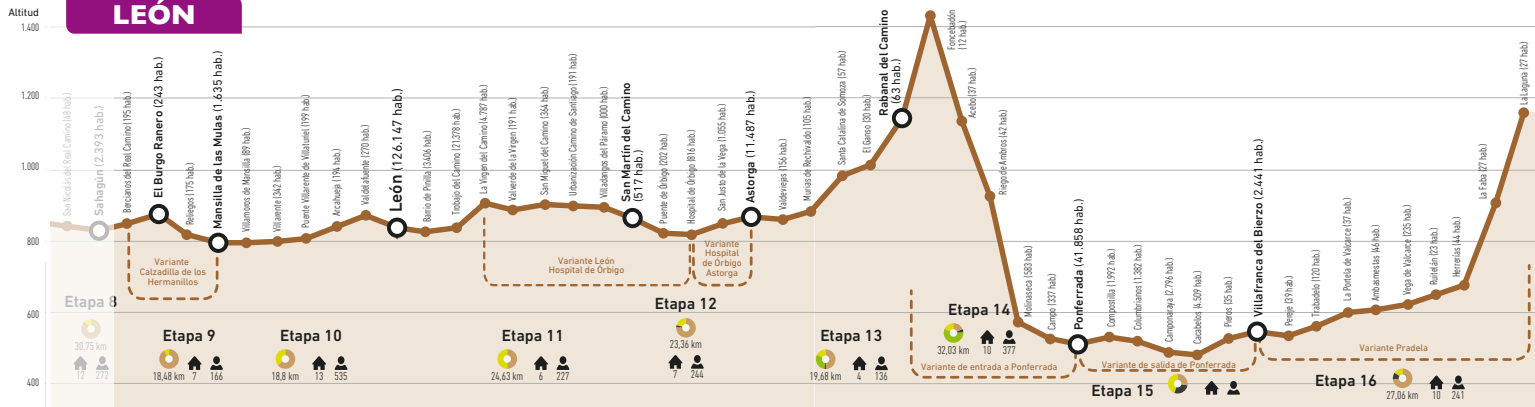 LEÓN
Altitud
1.400
1.200
1.000
800
600
400
San Nicolás del Real Camino (48 hab.)
Sahagún (2.393 hab.)
Bercianos del Real Camino (195 hab.)
El Burgo Ranero (243 hab.)
Reliegos (175 hab.)
Mansilla de las Mulas (1.635 hab.)
Villamoros de Mansilla (89 hab.)
Villarente (342 hab.)
Puente Villarente de Villaturiel (199 hab.)
Arcahueja (194 hab.)
Valdelafuente (270 hab.)
León (126.147 hab.)
Barrio de Pinilla (3.406 hab.)
Trobajo del Camino (21.378 hab.)
La Virgen del Camino (4.787 hab.)
Valverde de la Virgen (191 hab.)
San Miguel del Camino (364 hab.)
Urbanización Camino de Santiago (191 hab.)
Villadangos del Páramo (000 hab.)
San Martín del Camino
(517 hab.)
Puente de Órbigo (202 hab.)
Hospital de Órbigo (816 hab.)
San Justo de la Vega (1.055 hab.)
Astorga (11.487 hab.)
Valdeviejas (156 hab.)
Murias de Rechivaldo (105 hab.)
Santa Catalina de Somoza (57 hab.)
El Ganso (30 hab.)
Rabanal del Camino
(63 hab.)
Foncebadón
(12 hab.)
Acebo (37 hab.)
Riego de Ambros (42 hab.)
Molinaseca (583 hab.)
Campo (337 hab.)
Ponferrada (41.858 hab.)
Compostilla (1.992 hab.)
Columbrianos (1.382 hab.)
Camponaraya (2.796 hab.)
Cacabelos (4.509 hab.)
Pieros (35 hab.)
Villafranca del Bierzo (2.441 hab.)
Pereje (39 hab.)
Trabadelo (120 hab.)
La Portela de Valcarce (37 hab.)
Ambasmestas (46 hab.)
Vega de Valcarce (235 hab.)
Ruitelán (23 hab.)
Herrerías (44 hab.)
La Faba (27 hab.)
La Laguna (27 hab.)
Variante
Calzadilla de los
Hermanillos
Variante León
Hospital de Órbigo
Variante
Hospital
de Órbigo
Astorga
Variante de entrada a Ponferrada
Variante de salida de Ponferrada
Variante Pradela
Etapa 8
30,75 km
12
272
Etapa 9
18,48 km
7
166
Etapa 10
18,8 km
13
535
Etapa 11
24,63 km
6
227
Etapa 12
23,36 km
7
244
Etapa 13
19,68 km
4
136
Etapa 14
32,03 km
10
377
Etapa 15
Etapa 16
27,06 km
10
241